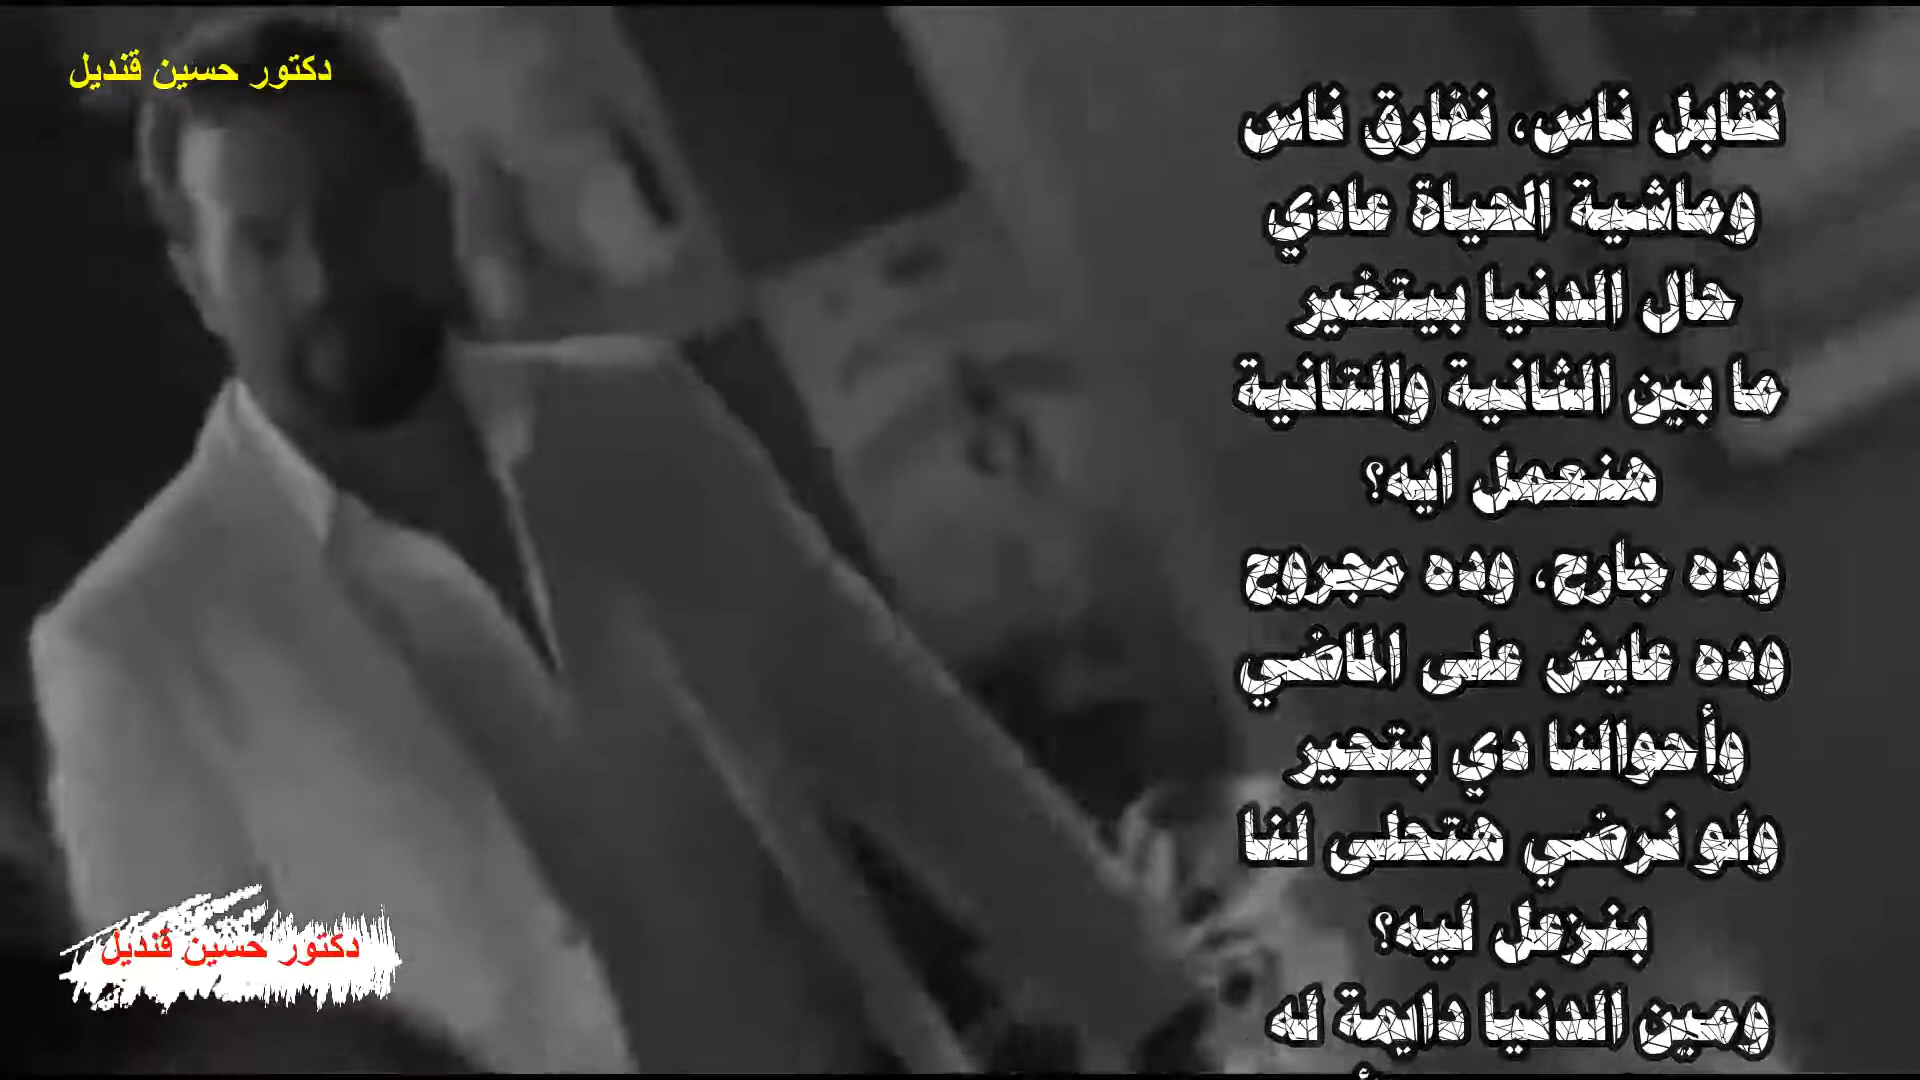 دكتور حسين قنديل
نقابل ناس، نفارق ناس
وماشية الحياة عادي
حال الدنيا بيتغير
ما بين الثانية والتانية
هنعمل ايه؟
وده جارح، وده مجروح
وده عايش على الماضي
وأحوالنا دي بتحير
ولو نرضي هتحلى لنا
بنزعل ليه؟
ومين الدنيا دايمة له
دكتور حسين قنديل